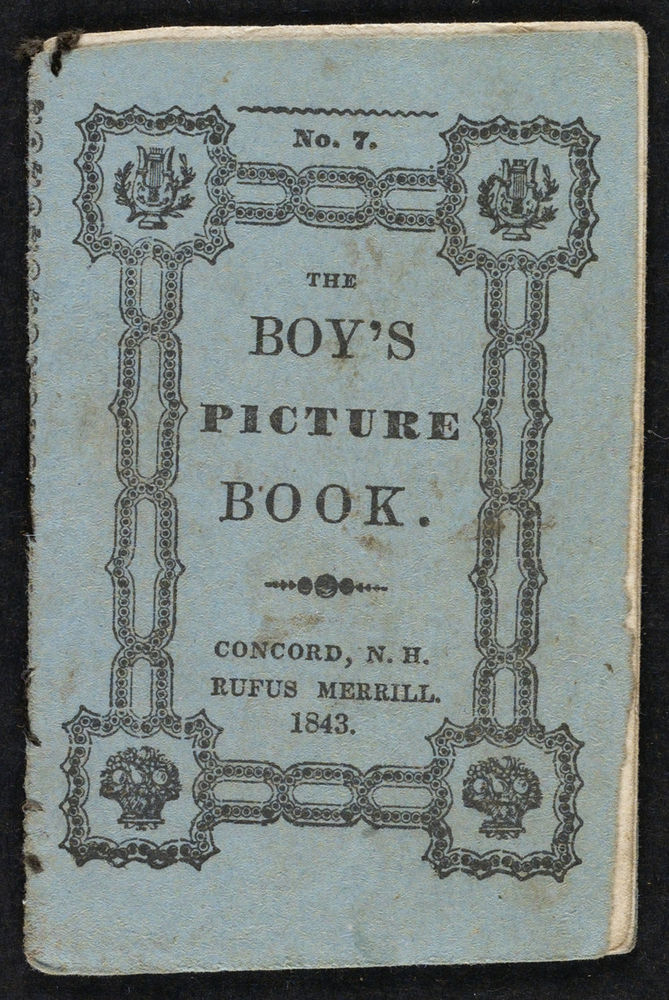 No. 7.
THE
BOY'S
PICTURE
BOOK.
CONCORD, N. H.
RUFUS MERRILL.
1843.